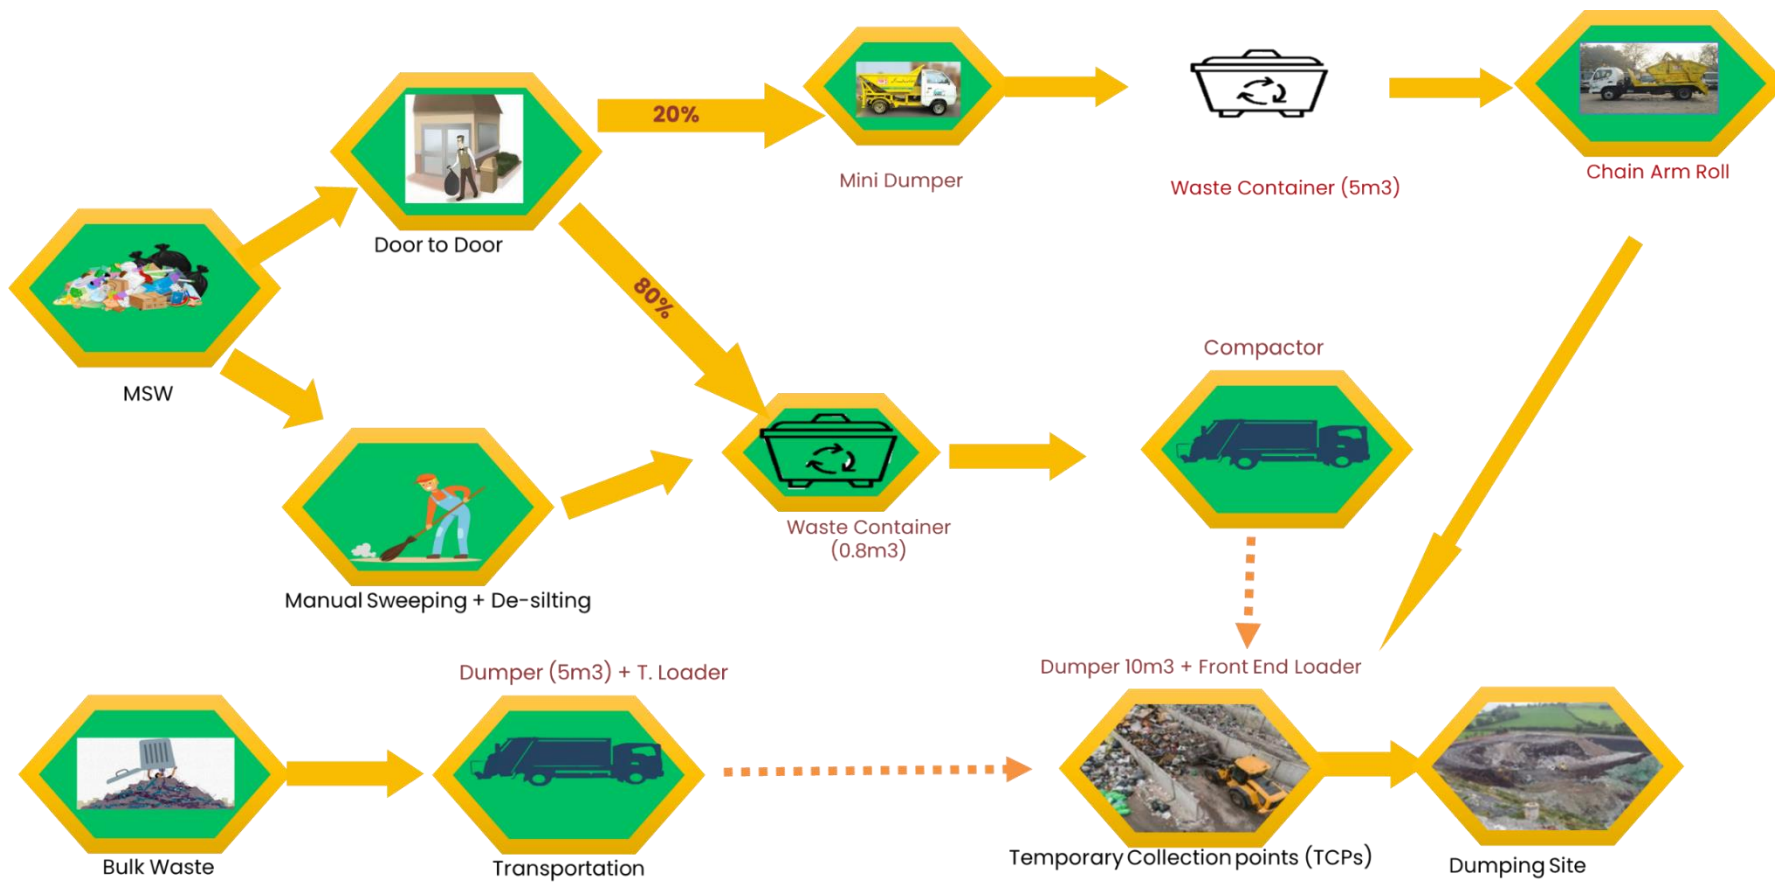 20%
Mini Dumper
Waste Container (5m3)
Chain Arm Roll
Door to Door
80%
MSW
Compactor
Waste Container
(0.8m3)
Manual Sweeping + De-silting
Dumper (5m3) + T. Loader
Dumper 10m3 + Front End Loader
Bulk Waste
Transportation
Temporary Collection points (TCPs)
Dumping Site